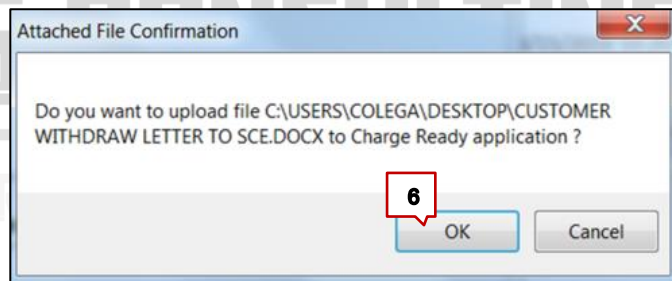 Attached File Confirmation
Do you want to upload file C:\USERS\COLEGA\DESKTOP\CUSTOMER
WITHDRAW LETTER TO SCE.DOCX to Charge Ready application ?
6
OK
Cancel